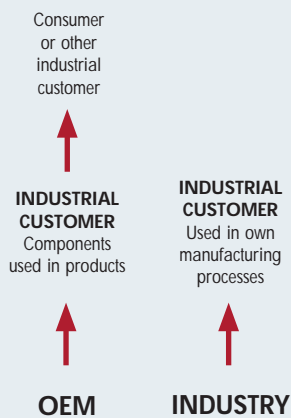 Consumer
or other
industrial
customer
INDUSTRIAL
CUSTOMER
Components
used in products
INDUSTRIAL
CUSTOMER
Used in own
manufacturing
processes
OEM
INDUSTRY